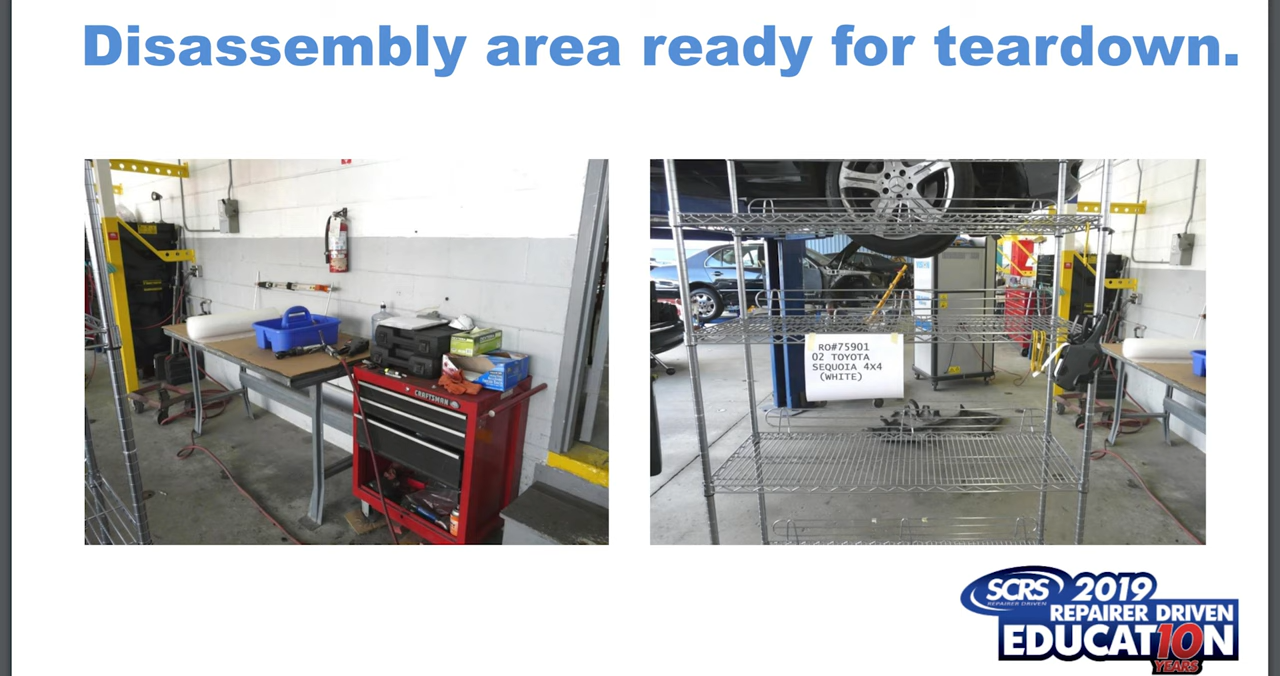 Disassembly area ready for teardown.
CRAFTSMAN
RO#75901
02 TOYOTA
SEQUOIA 4x4
(WHITE)
SCRS 2019
REPAIRER DRIVEN
REPAIRER DRIVEN
EDUCAT10N
YEARS